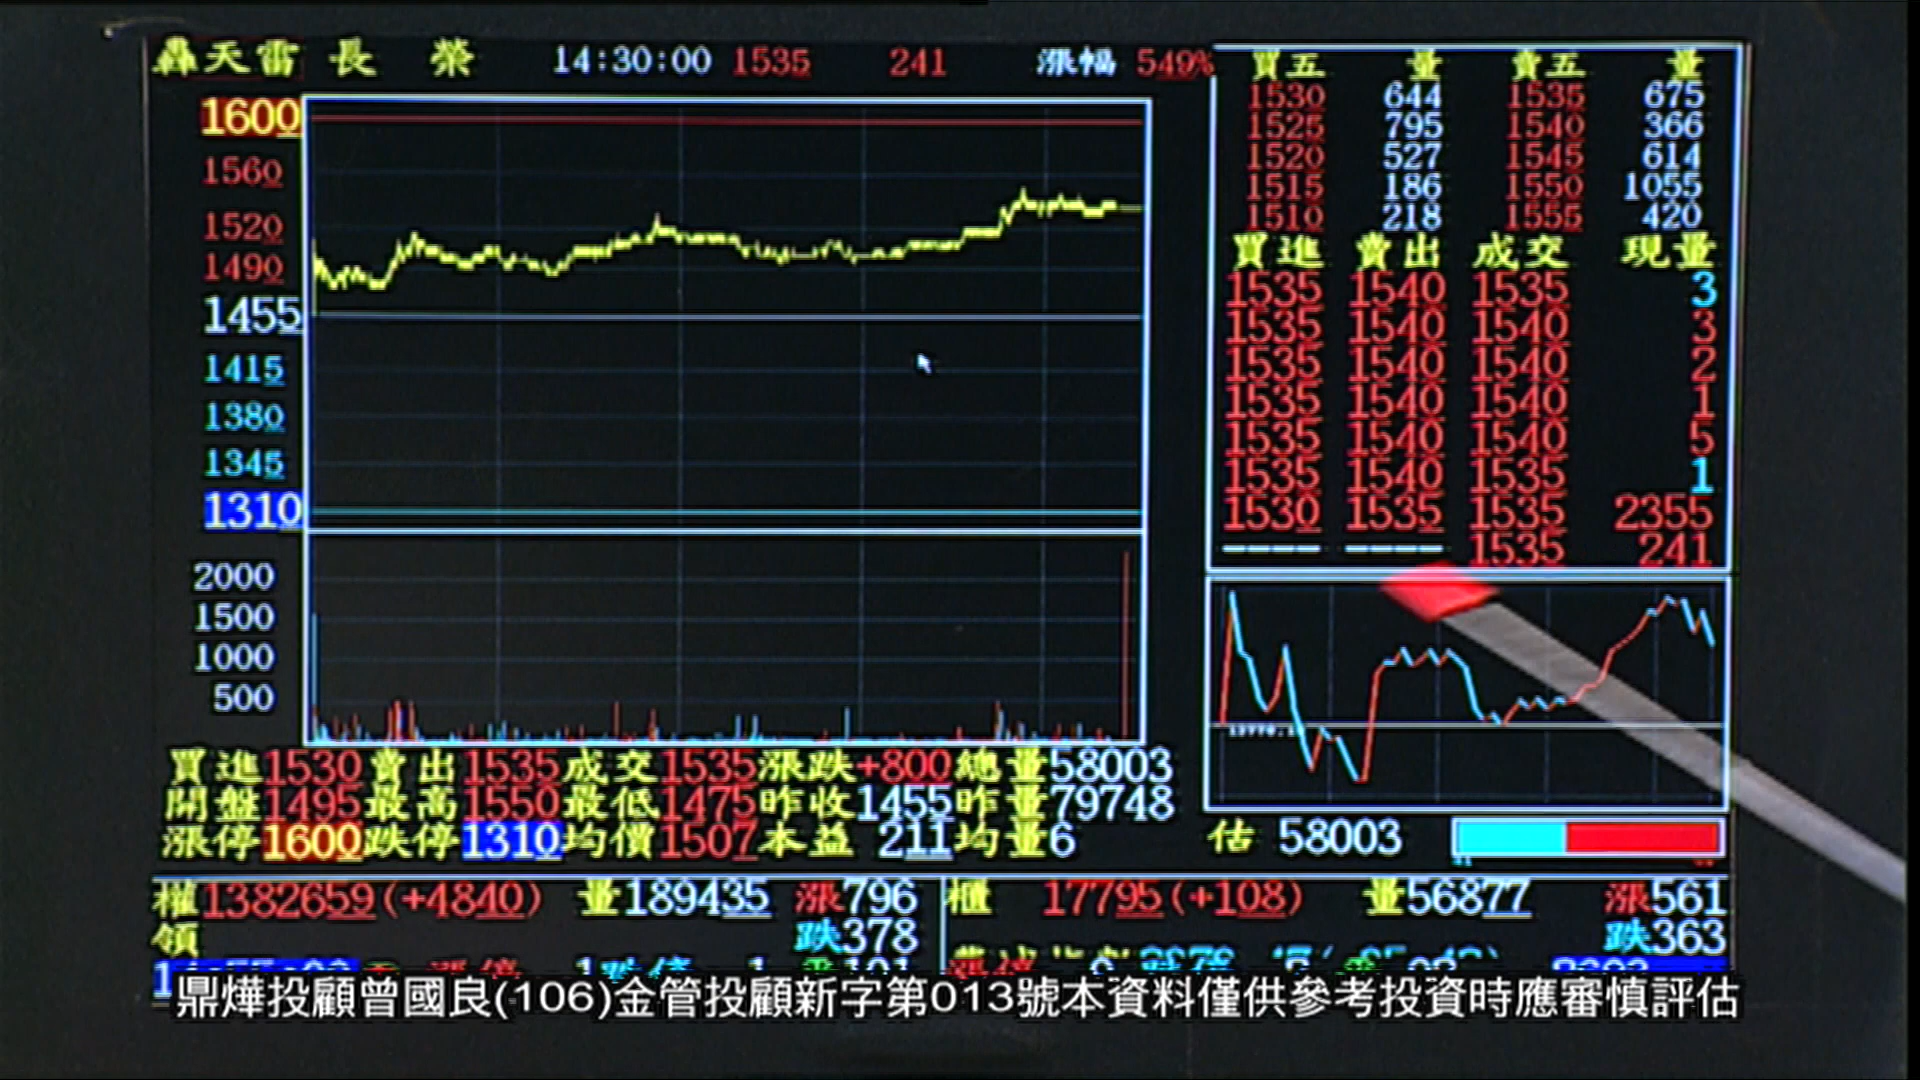 轟天雷 長 榮 14:30:00 1535 241 漲幅 549%
買五 量 賣五 量
1530 644 1535 675
1525 795 1540 366
1520 527 1545 614
1515 186 1550 1055
1510 218 1555 420
買進 賣出 成交 現量
1535 1540 1535 3
1535 1540 1540 3
1535 1540 1540 2
1535 1540 1540 1
1535 1540 1540 5
1535 1540 1535 1
1530 1535 1535 2355
---- ---- 1535 241
1600
1560
1520
1490
1455
1415
1380
1345
1310
2000
1500
1000
500
買進1530賣出1535成交1535漲跌+800總量58003
開盤1495最高1550最低1475昨收1455昨量79748
漲停1600跌停1310均價1507本益 211均量6
估 58003
權1382659(+4840) 量189435 漲796
領 跌378
櫃 17795(+108) 量56877 漲561
跌363
鼎燁投顧曾國良(106)金管投顧新字第013號本資料僅供參考投資時應審慎評估